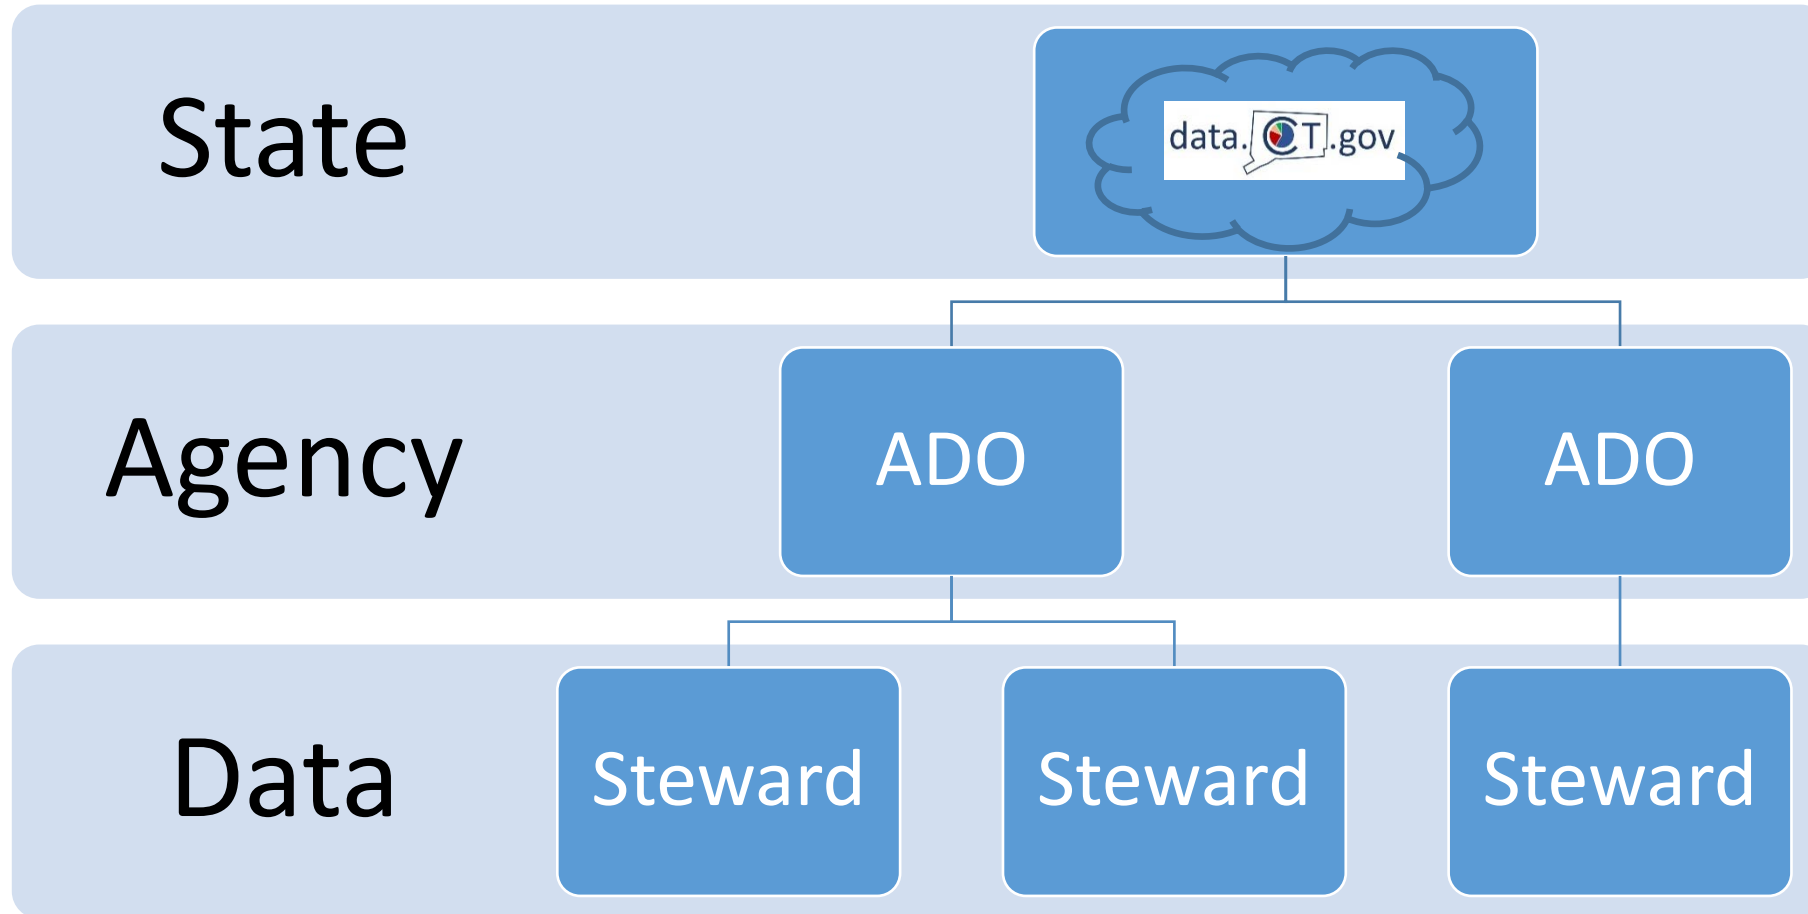 State
data.CT.gov
Agency
ADO
ADO
Data
Steward
Steward
Steward